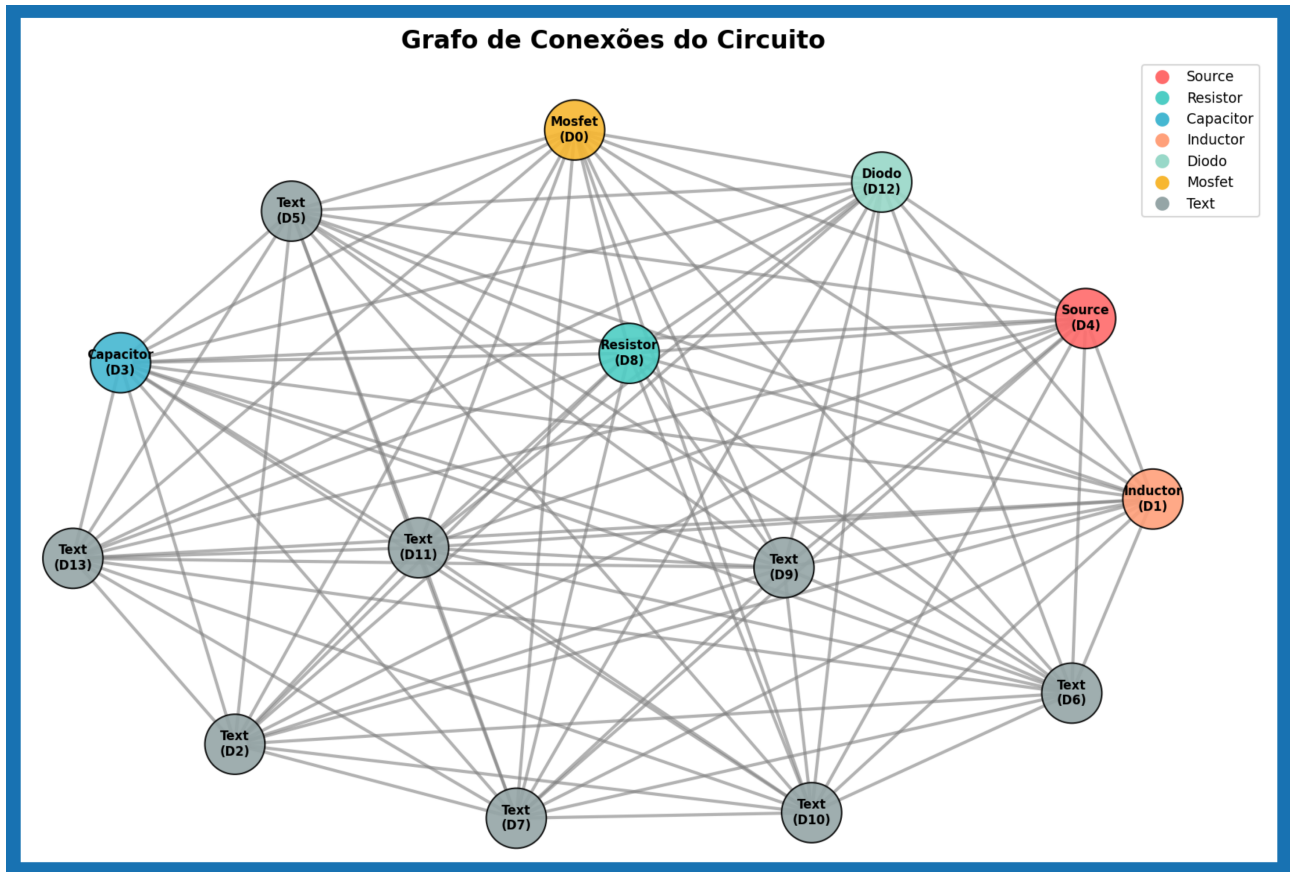 Grafo de Conexões do Circuito
Source
Resistor
Capacitor
Inductor
Diodo
Mosfet
Text
Mosfet
(D0)
Diodo
(D12)
Text
(D5)
Source
(D4)
Resistor
(D8)
Capacitor
(D3)
Inductor
(D1)
Text
(D11)
Text
(D13)
Text
(D9)
Text
(D6)
Text
(D2)
Text
(D7)
Text
(D10)